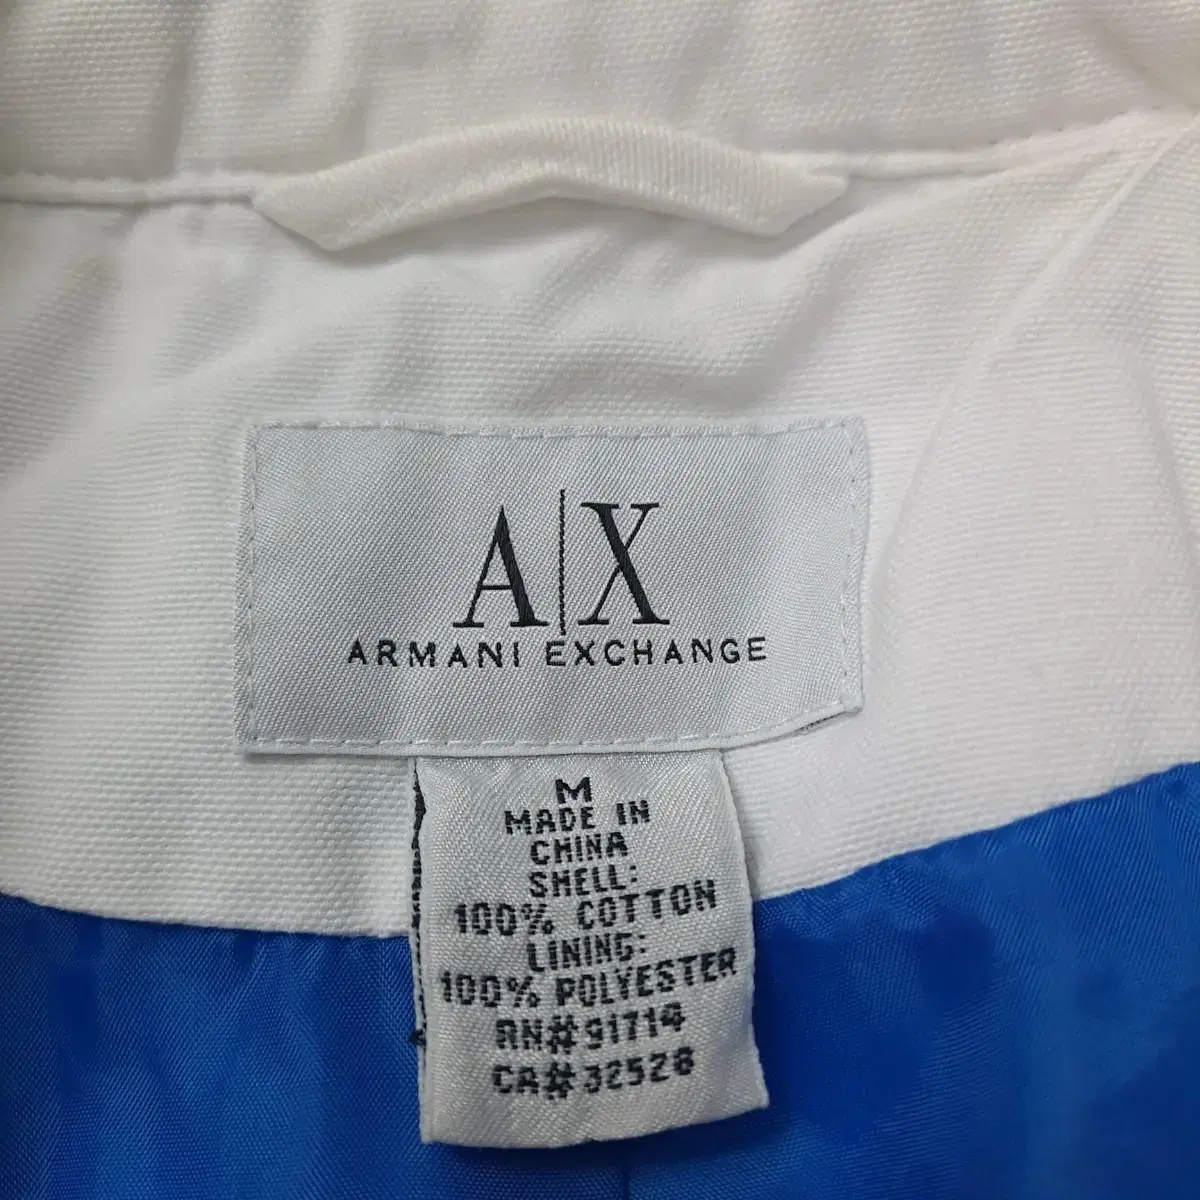 A|X
ARMANI EXCHANGE
M
MADE IN
CHINA
SHELL:
100% COTTON
LINING:
100% POLYESTER
RN#91714
CA#32528